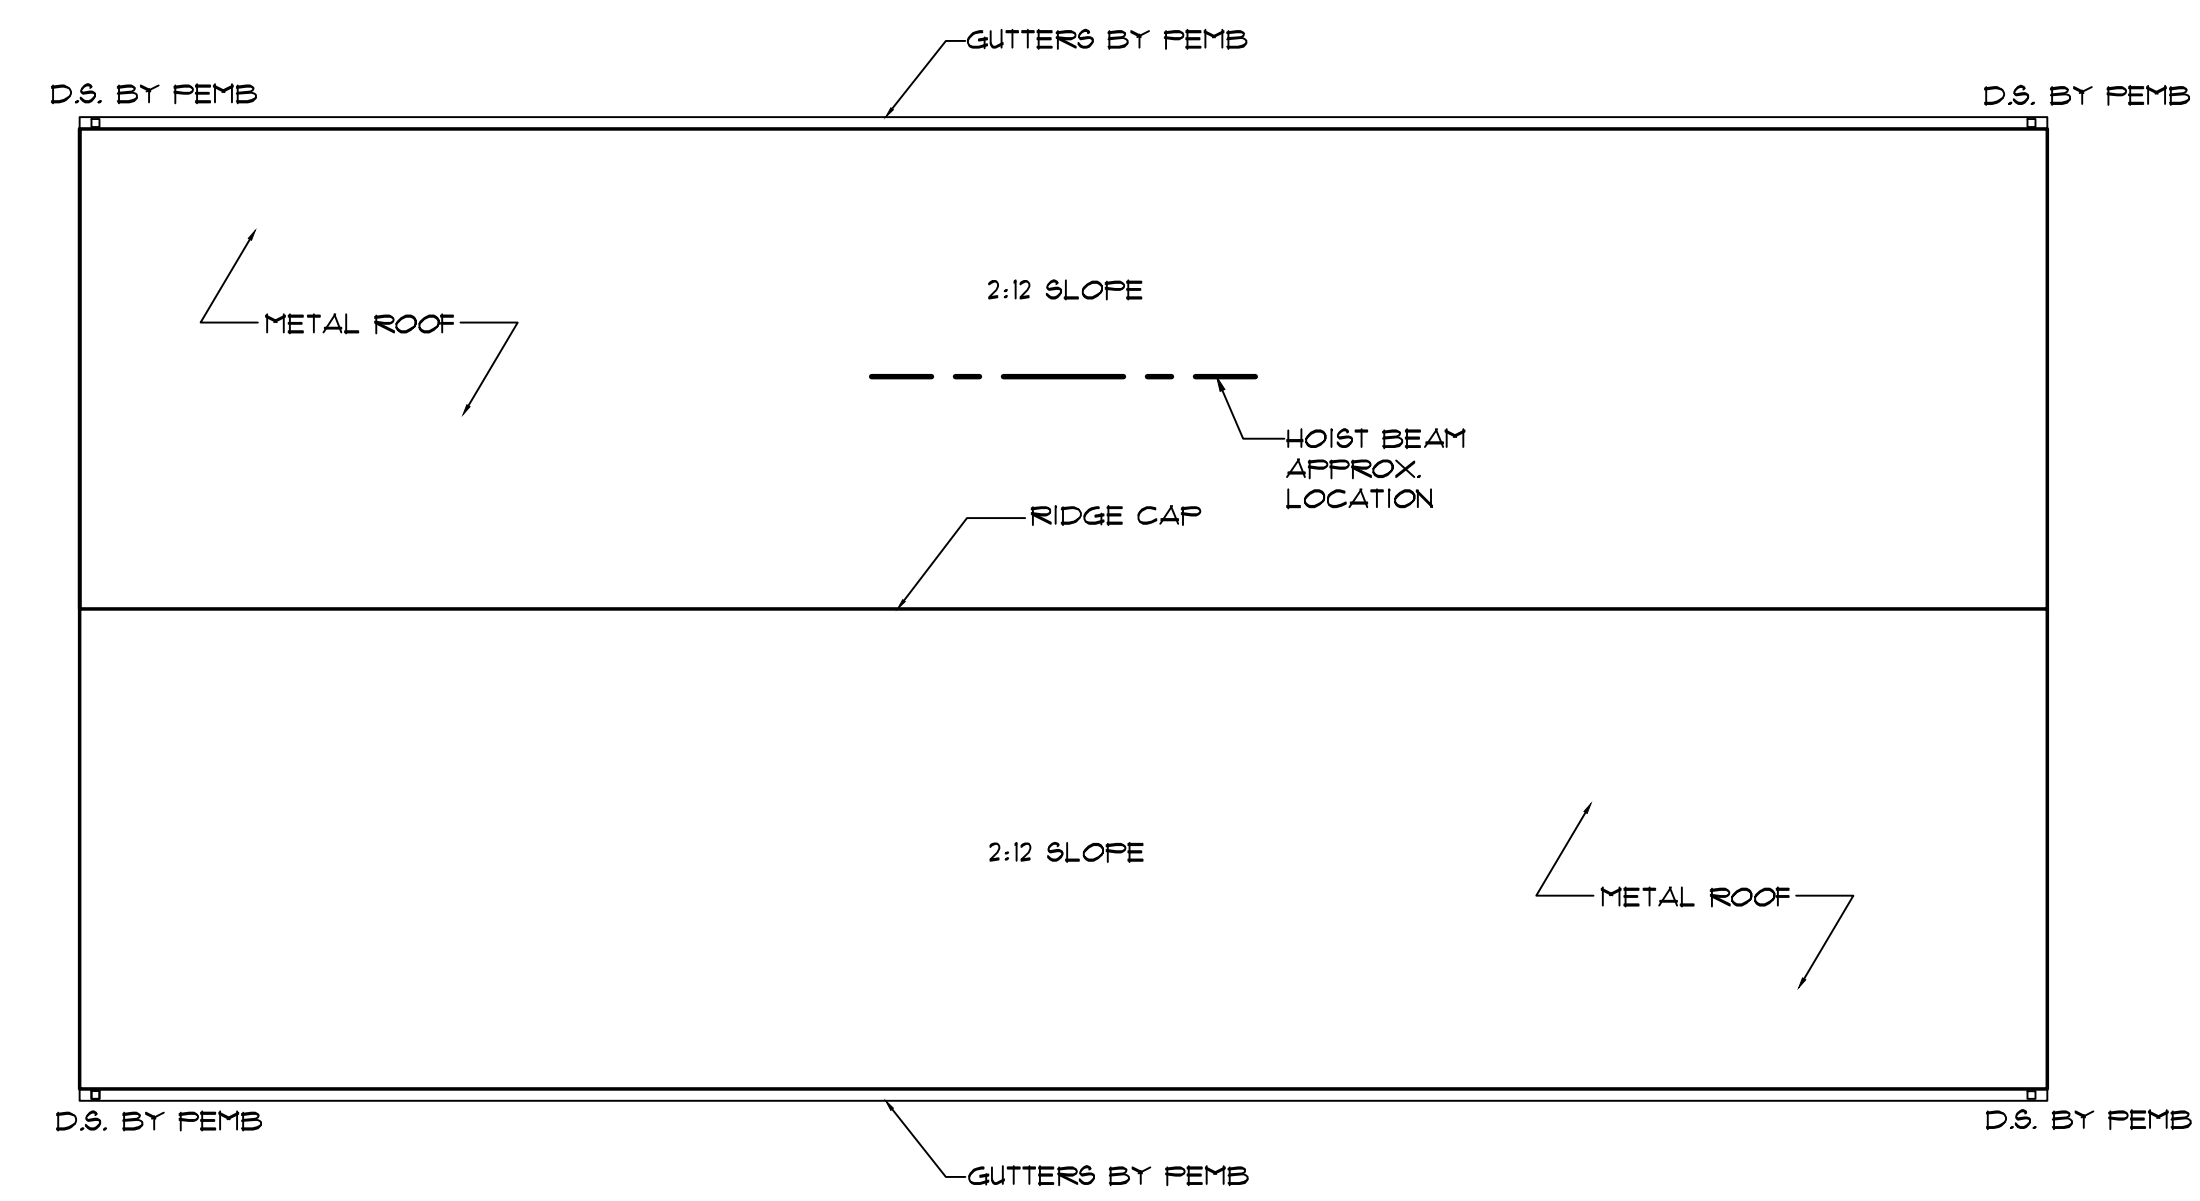 GUTTERS BY PEMB
D.S. BY PEMB
D.S. BY PEMB
2:12 SLOPE
METAL ROOF
HOIST BEAM
APPROX.
LOCATION
RIDGE CAP
2:12 SLOPE
METAL ROOF
D.S. BY PEMB
D.S. BY PEMB
GUTTERS BY PEMB